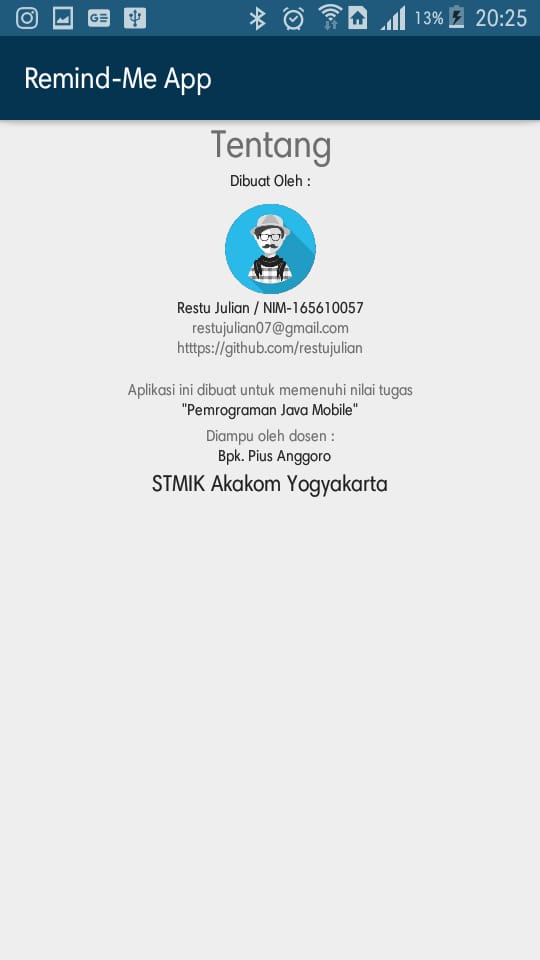 13% 20:25
Remind-Me App
Tentang
Dibuat Oleh :
Restu Julian / NIM-165610057
restujulian07@gmail.com
htttps://github.com/restujulian
Aplikasi ini dibuat untuk memenuhi nilai tugas
"Pemrograman Java Mobile"
Diampu oleh dosen :
Bpk. Pius Anggoro
STMIK Akakom Yogyakarta